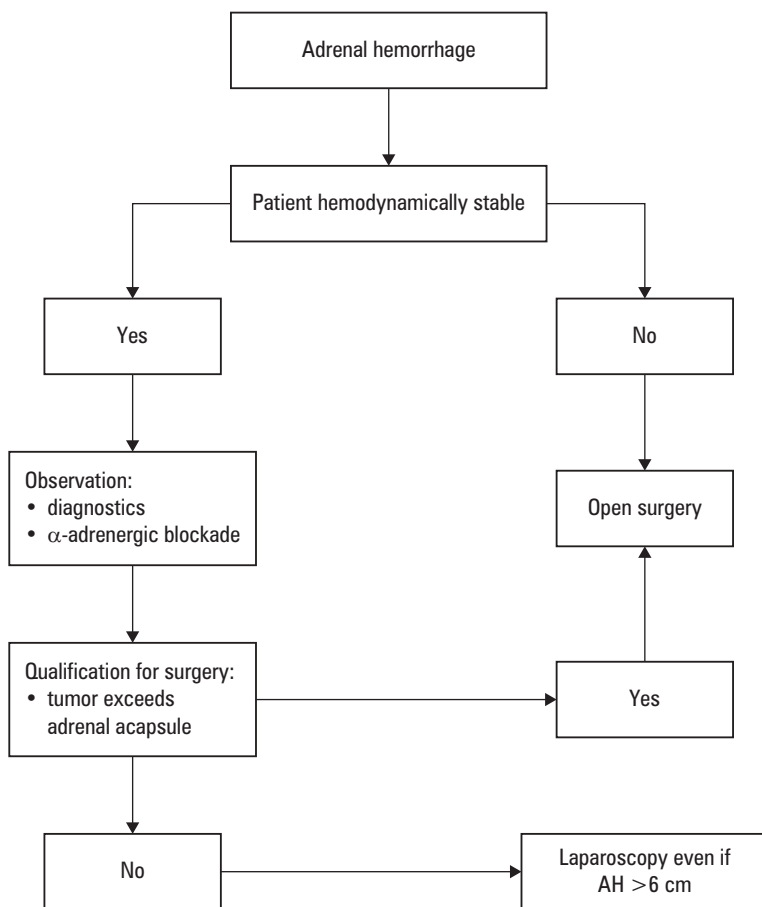 Adrenal hemorrhage
Patient hemodynamically stable
Yes
No
Observation:
• diagnostics
• α-adrenergic blockade
Open surgery
Qualification for surgery:
• tumor exceeds
adrenal acapsule
Yes
No
Laparoscopy even if
AH >6 cm